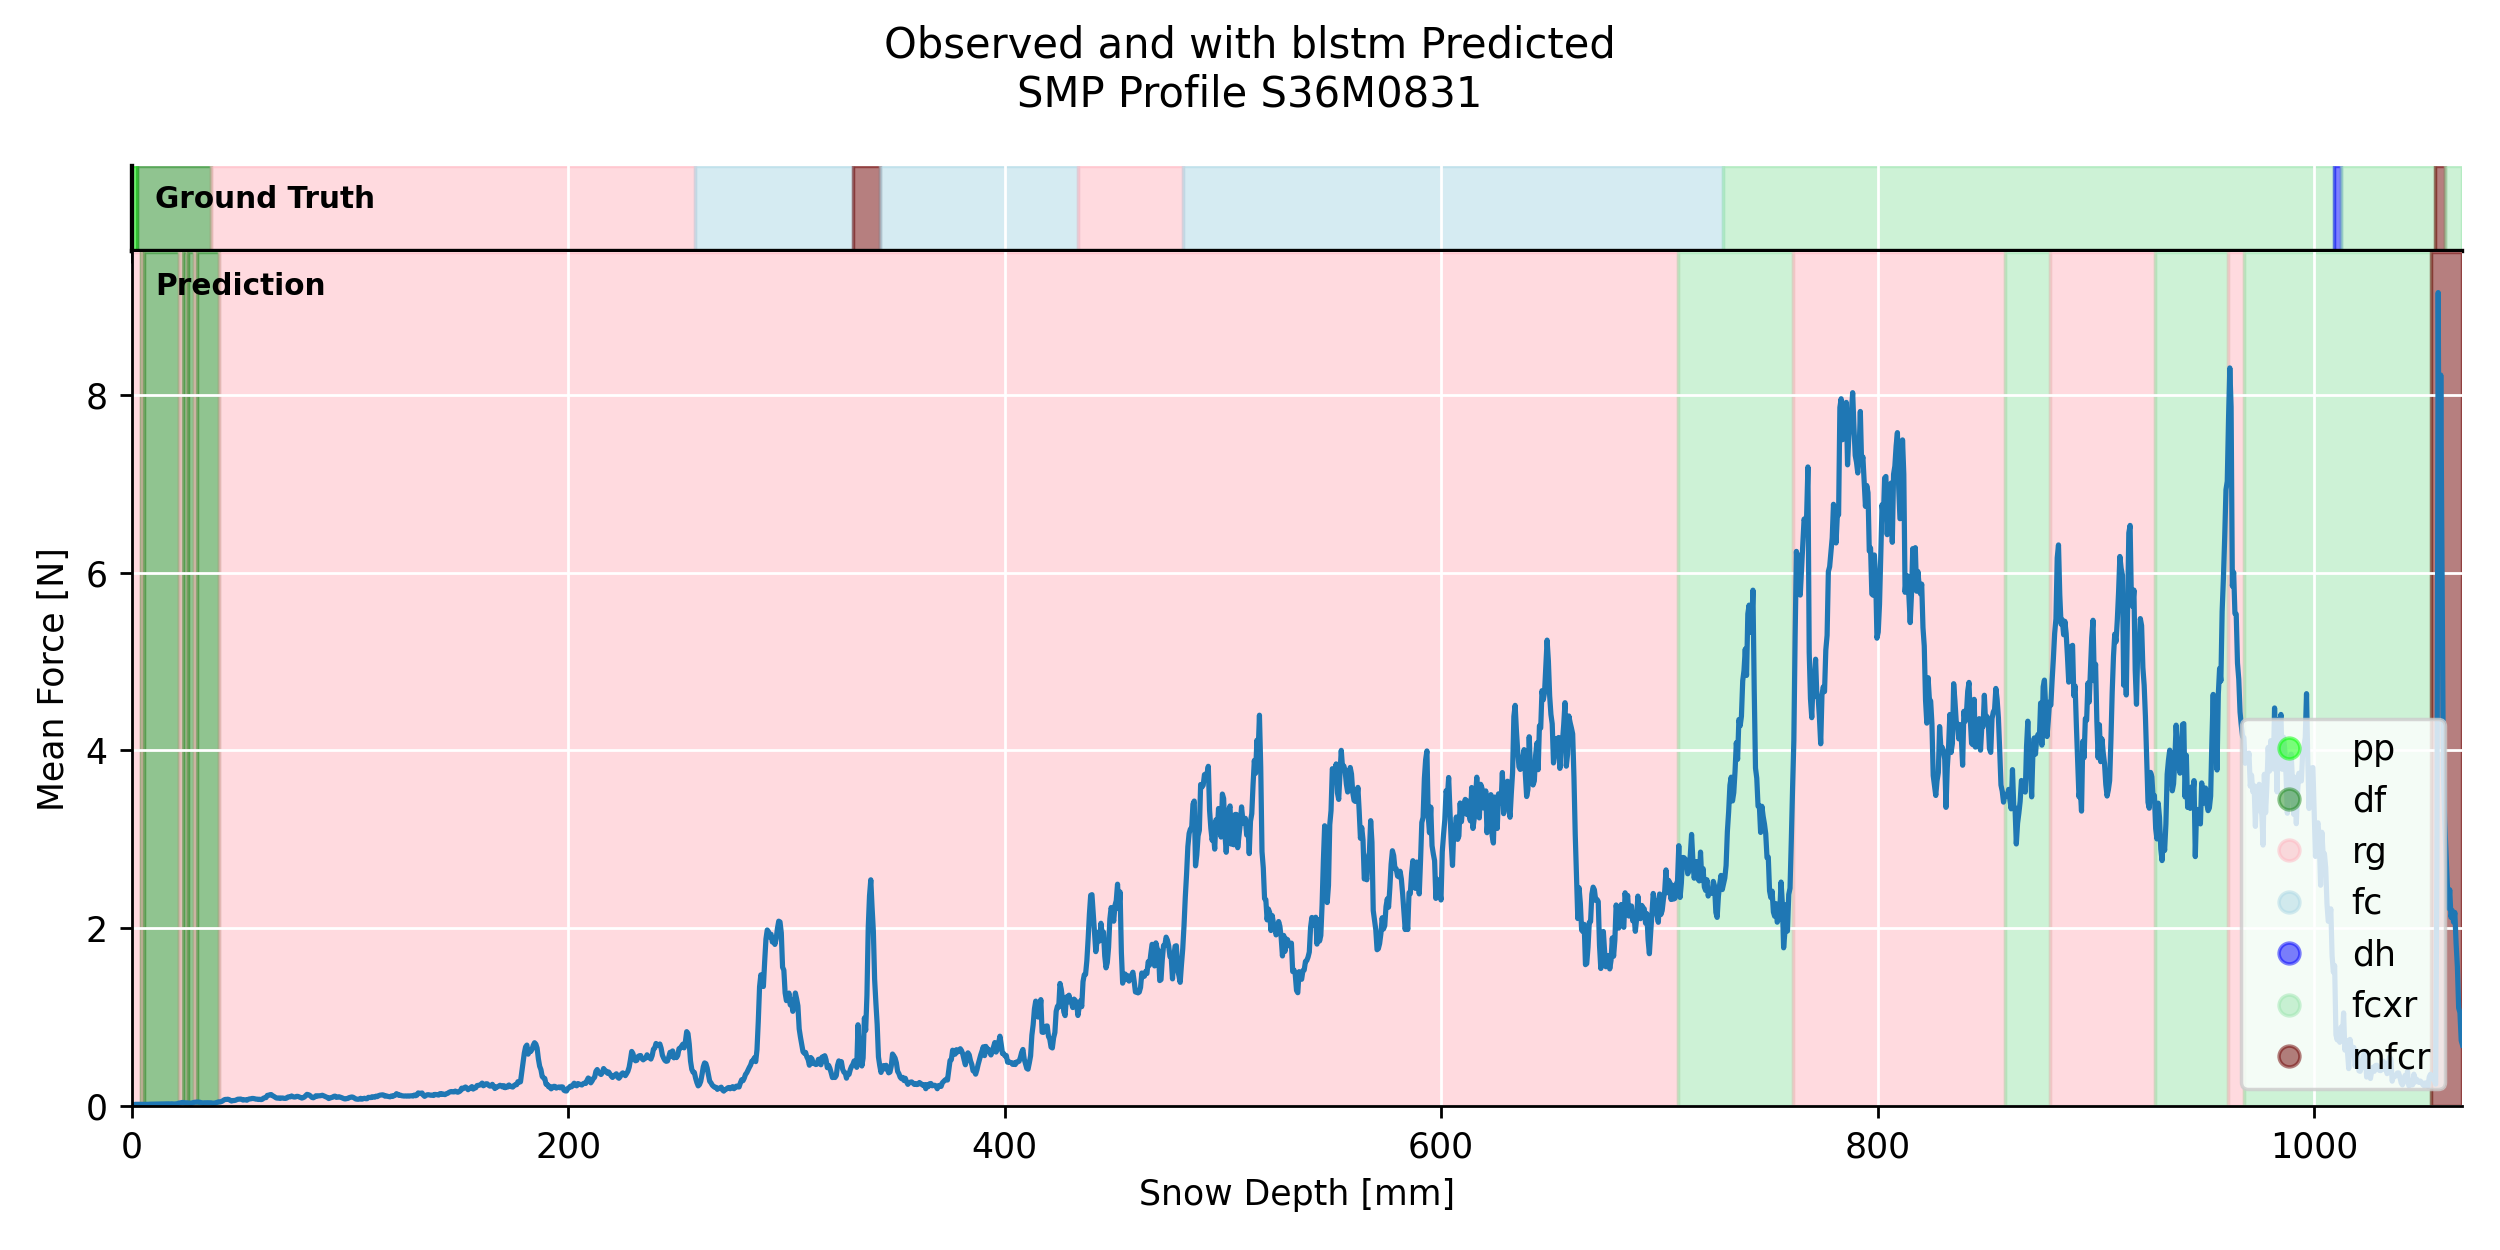 Observed and with blstm Predicted
SMP Profile S36M0831
Ground Truth
Prediction
8
6
4
2
0
Mean Force [N]
pp
df
rg
fc
dh
fcxr
mfcr
0 200 400 600 800 1000
Snow Depth [mm]